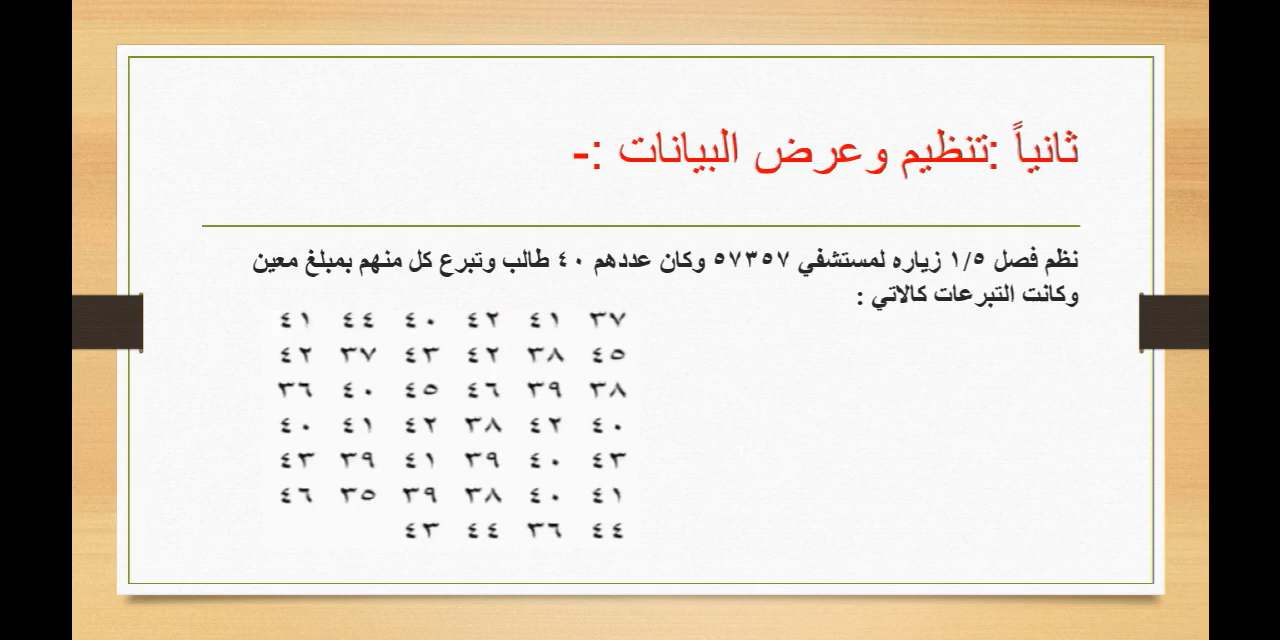 ثانياً :تنظيم وعرض البيانات :-
نظم فصل ١/٥ زياره لمستشفي ٥٧٣٥٧ وكان عددهم ٤٠ طالب وتبرع كل منهم بمبلغ معين
وكانت التبرعات كالاتي :
٣٧ ٤١ ٤٢ ٤٠ ٤٤ ٤١
٤٥ ٣٨ ٤٢ ٤٣ ٣٧ ٤٢
٣٨ ٣٩ ٤٦ ٤٥ ٤٠ ٣٦
٤٠ ٤٢ ٣٨ ٤٢ ٤١ ٤٠
٤٣ ٤٠ ٣٩ ٤١ ٣٩ ٤٣
٤١ ٤٠ ٣٨ ٣٩ ٣٥ ٤٦
٤٤ ٣٦ ٤٤ ٤٣